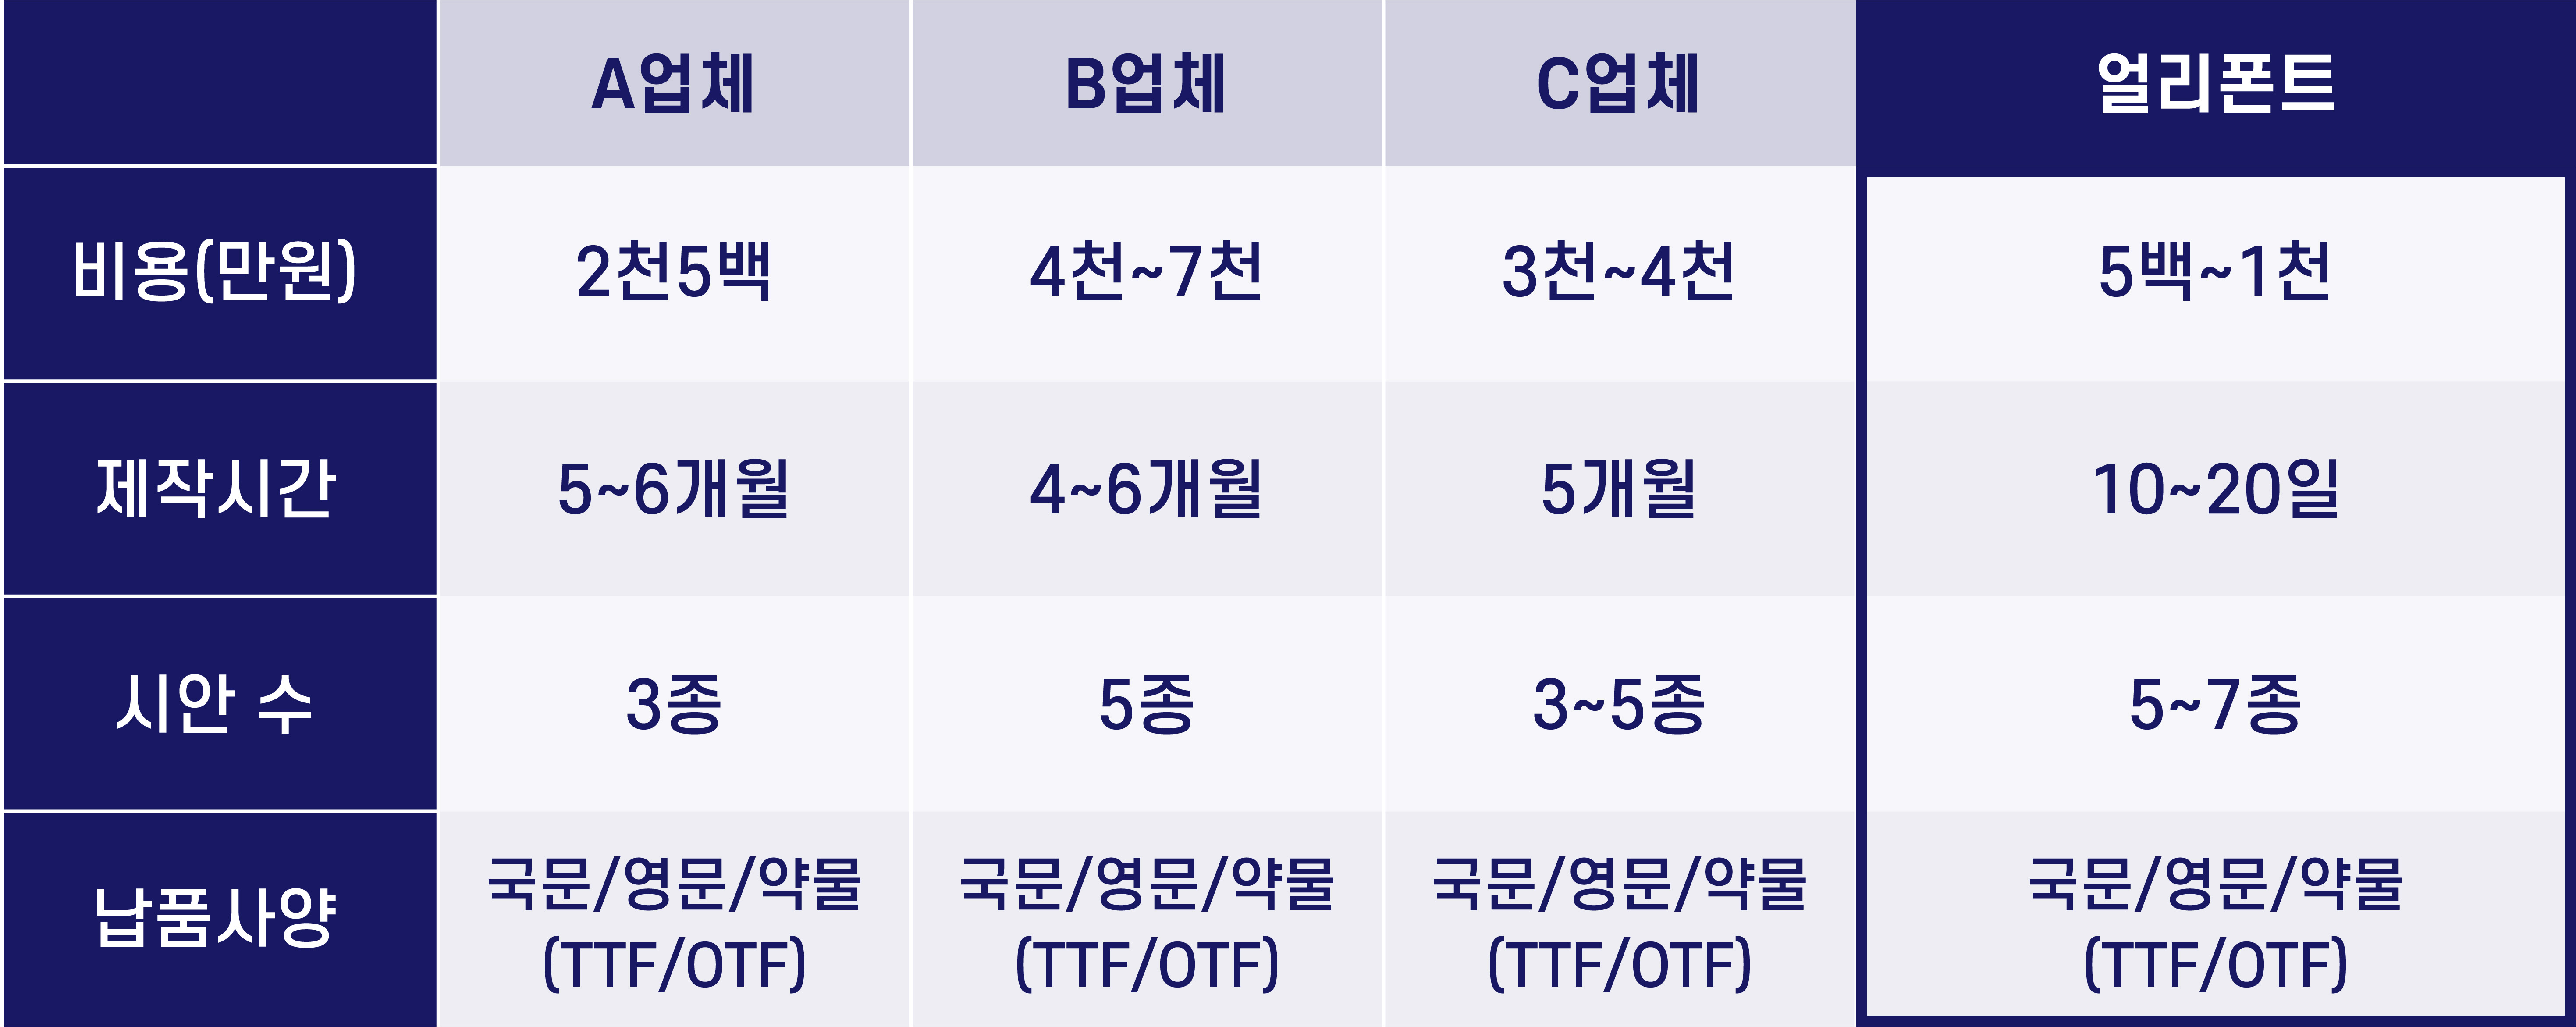 A업체 B업체 C업체 얼리폰트
비용(만원) 2천5백 4천~7천 3천~4천 5백~1천
제작시간 5~6개월 4~6개월 5개월 10~20일
시안 수 3종 5종 3~5종 5~7종
납품사양 국문/영문/약물 국문/영문/약물 국문/영문/약물 국문/영문/약물
(TTF/OTF) (TTF/OTF) (TTF/OTF) (TTF/OTF)